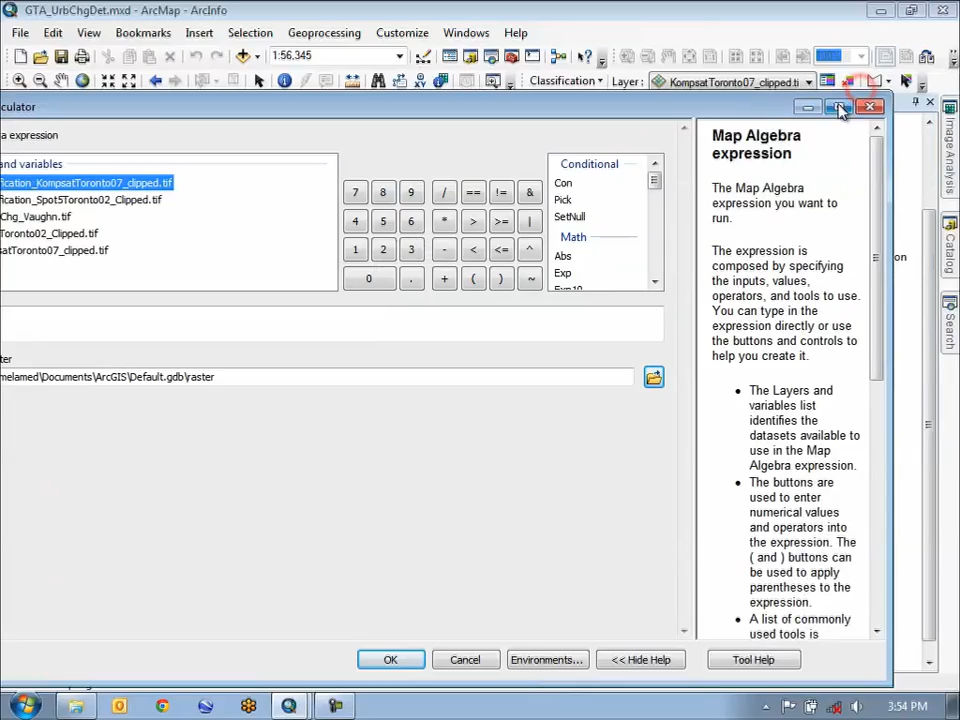 GTA_UrbChgDet.mxd - ArcMap - ArcInfo
File Edit View Bookmarks Insert Selection Geoprocessing Customize Windows Help
1:56,345
Classification Layer: KompsatToronto07_clipped.ti
culator
a expression
and variables
fication_KompsatToronto07_clipped.tif
fication_Spot5Toronto02_Clipped.tif
Chg_Vaughn.tif
Toronto02_Clipped.tif
satToronto07_clipped.tif
7 8 9 / == != &
4 5 6 * > >= |
1 2 3 - < <= ^
0 . + ( ) ~
Conditional
Con
Pick
SetNull
Math
Abs
Exp
Exp10
ter
melamed\Documents\ArcGIS\Default.gdb\raster
Map Algebra
expression
The Map Algebra
expression you want to
run.
The expression is
composed by specifying
the inputs, values,
operators, and tools to use.
You can type in the
expression directly or use
the buttons and controls to
help you create it.
• The Layers and
variables list
identifies the
datasets available to
use in the Map
Algebra expression.
• The buttons are
used to enter
numerical values
and operators into
the expression. The
( and ) buttons can
be used to apply
parentheses to the
expression.
• A list of commonly
used tools is
OK Cancel Environments... << Hide Help Tool Help
Image Analysis
Catalog
Search
on
3:54 PM